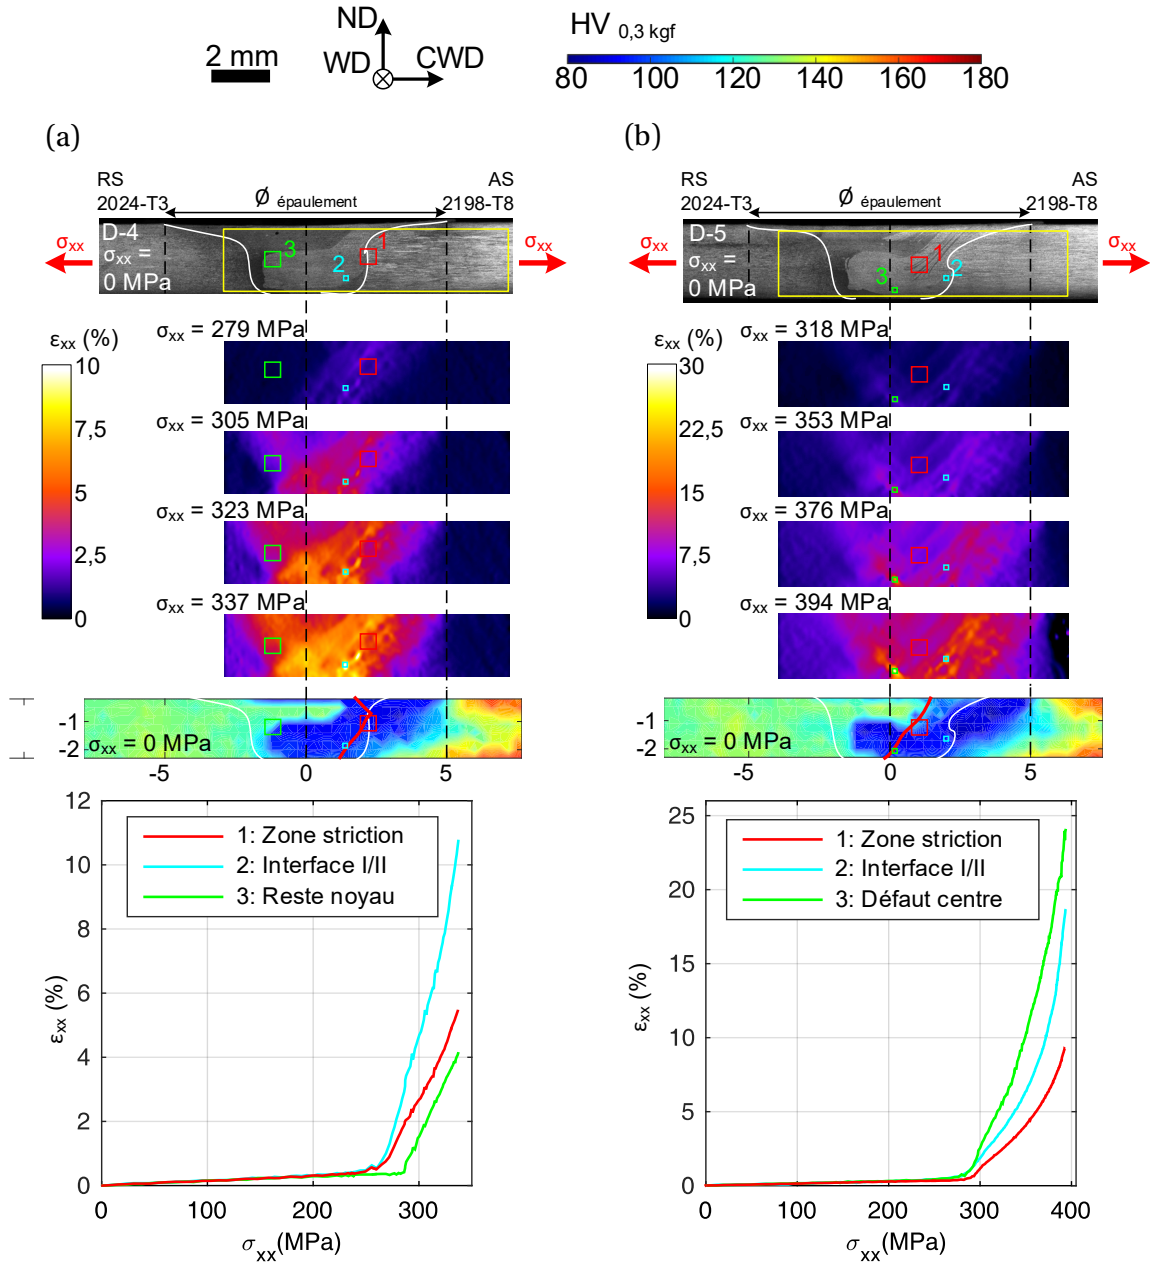 ND
WD CWD
2 mm
HV 0,3 kgf
80 100 120 140 160 180
(a)
RS
2024-T3
AS
2198-T8
Ø épaulement
D-4
σxx =
0 MPa
σxx
σxx
1
2
3
εxx (%)
10
7,5
5
2,5
0
σxx = 279 MPa
σxx = 305 MPa
σxx = 323 MPa
σxx = 337 MPa
-1
-2
σxx = 0 MPa
-5 0 5
12
10
8
6
4
2
0
εxx (%)
1: Zone striction
2: Interface I/II
3: Reste noyau
0 100 200 300
σxx(MPa)
(b)
RS
2024-T3
AS
2198-T8
Ø épaulement
D-5
σxx =
0 MPa
σxx
σxx
1
2
3
εxx (%)
30
22,5
15
7,5
0
σxx = 318 MPa
σxx = 353 MPa
σxx = 376 MPa
σxx = 394 MPa
-1
-2
σxx = 0 MPa
-5 0 5
25
20
15
10
5
0
εxx (%)
1: Zone striction
2: Interface I/II
3: Défaut centre
0 100 200 300 400
σxx(MPa)